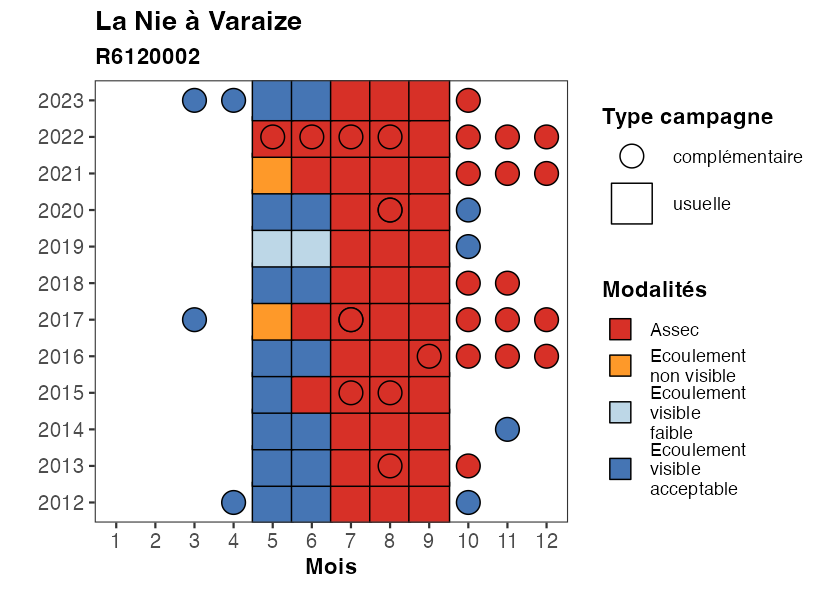 La Nie à Varaize
R6120002
2023
2022
2021
2020
2019
2018
2017
2016
2015
2014
2013
2012
1 2 3 4 5 6 7 8 9 10 11 12
Mois
Type campagne
complémentaire
usuelle
Modalités
Assec
Ecoulement
non visible
Ecoulement
visible
faible
Ecoulement
visible
acceptable